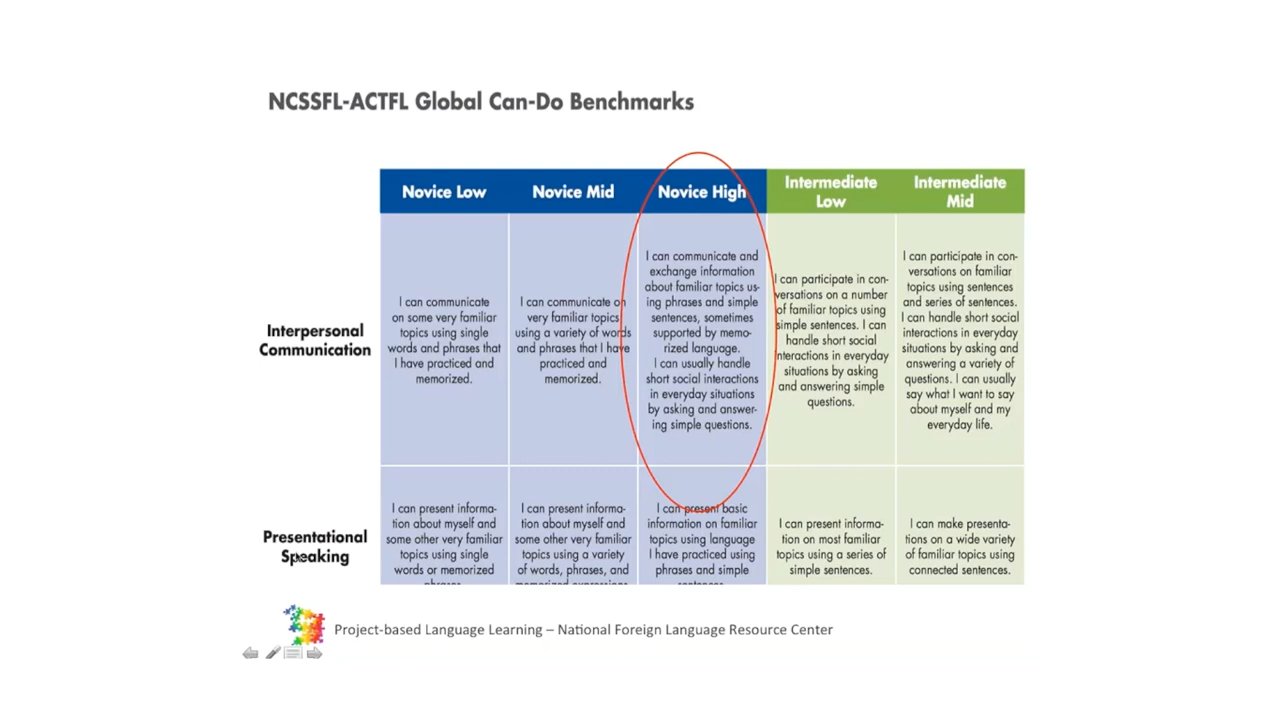 NCSSFL-ACTFL Global Can-Do Benchmarks
Novice Low
Novice Mid
Novice High
Intermediate
Low
Intermediate
Mid
Interpersonal
Communication
I can communicate
on some very familiar
topics using single
words and phrases that
I have practiced and
memorized.
I can communicate on
very familiar topics
using a variety of words
and phrases that I have
practiced and
memorized.
I can communicate and
exchange information
about familiar topics us-
ing phrases and simple
sentences, sometimes
supported by memo-
rized language.
I can usually handle
short social interactions
in everyday situations
by asking and answer-
ing simple questions.
I can participate in con-
versations on a number
of familiar topics using
simple sentences. I can
handle short social
interactions in everyday
situations by asking
and answering simple
questions.
I can participate in con-
versations on familiar
topics using sentences
and series of sentences.
I can handle short social
interactions in everyday
situations by asking and
answering a variety of
questions. I can usually
say what I want to say
about myself and my
everyday life.
Presentational
Speaking
I can present informa-
tion about myself and
some other very familiar
topics using single
words or memorized
phrases.
I can present informa-
tion about myself and
some other very familiar
topics using a variety
of words, phrases, and
memorized expressions.
I can present basic
information on familiar
topics using language
I have practiced using
phrases and simple
sentences.
I can present informa-
tion on most familiar
topics using a series of
simple sentences.
I can make presenta-
tions on a wide variety
of familiar topics using
connected sentences.
Project-based Language Learning – National Foreign Language Resource Center